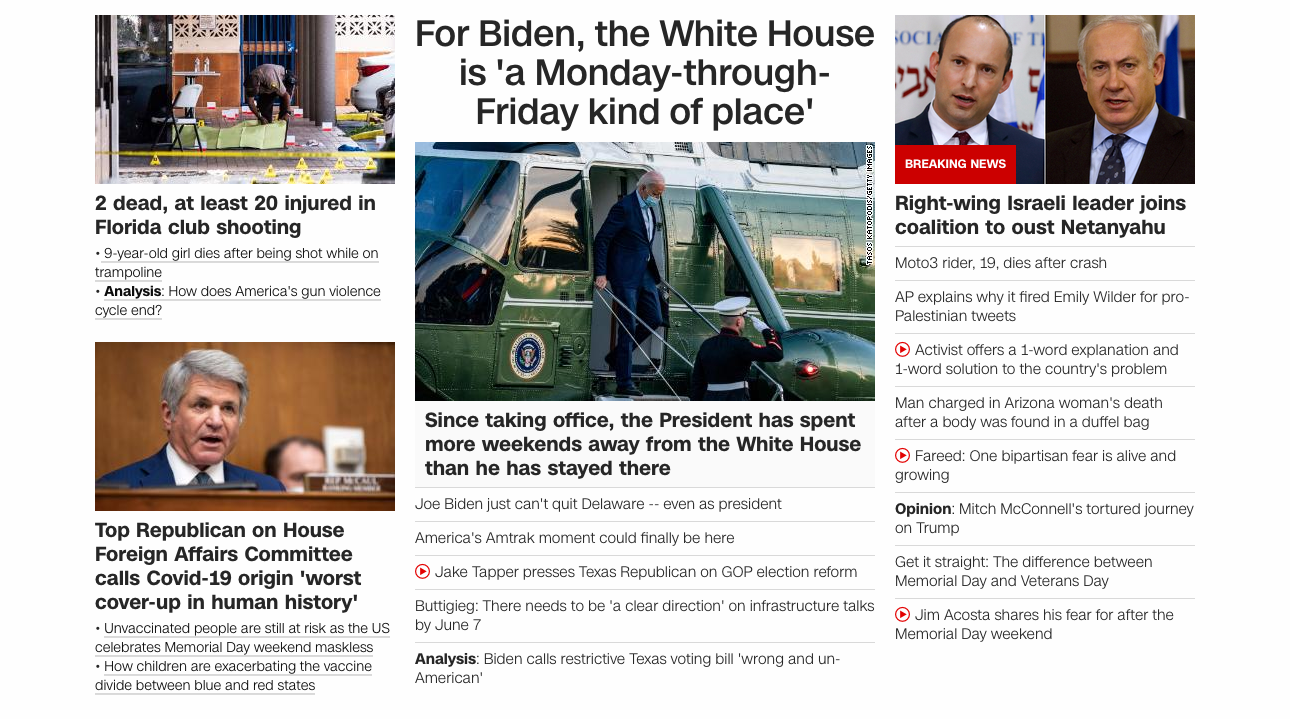 2 dead, at least 20 injured in
Florida club shooting
• 9-year-old girl dies after being shot while on
trampoline
• Analysis: How does America's gun violence
cycle end?
REP. McCAUL
RANKING MEMBER
Top Republican on House
Foreign Affairs Committee
calls Covid-19 origin 'worst
cover-up in human history'
• Unvaccinated people are still at risk as the US
celebrates Memorial Day weekend maskless
• How children are exacerbating the vaccine
divide between blue and red states
For Biden, the White House
is 'a Monday-through-
Friday kind of place'
TASOS KATOPODIS/GETTY IMAGES
Since taking office, the President has spent
more weekends away from the White House
than he has stayed there
Joe Biden just can't quit Delaware -- even as president
America's Amtrak moment could finally be here
Jake Tapper presses Texas Republican on GOP election reform
Buttigieg: There needs to be 'a clear direction' on infrastructure talks
by June 7
Analysis: Biden calls restrictive Texas voting bill 'wrong and un-
American'
BREAKING NEWS
Right-wing Israeli leader joins
coalition to oust Netanyahu
Moto3 rider, 19, dies after crash
AP explains why it fired Emily Wilder for pro-
Palestinian tweets
Activist offers a 1-word explanation and
1-word solution to the country's problem
Man charged in Arizona woman's death
after a body was found in a duffel bag
Fareed: One bipartisan fear is alive and
growing
Opinion: Mitch McConnell's tortured journey
on Trump
Get it straight: The difference between
Memorial Day and Veterans Day
Jim Acosta shares his fear for after the
Memorial Day weekend